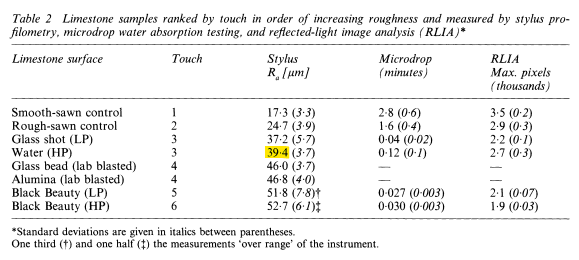 Table 2 Limestone samples ranked by touch in order of increasing roughness and measured by stylus pro-
filometry, microdrop water absorption testing, and reflected-light image analysis (RLIA)*
Limestone surface Touch Stylus Microdrop RLIA
Ra [μm] (minutes) Max. pixels
(thousands)
Smooth-sawn control 1 17·3 (3·3) 2·8 (0·6) 3·5 (0·2)
Rough-sawn control 2 24·7 (3·9) 1·6 (0·4) 2·9 (0·3)
Glass shot (LP) 3 37·2 (5·7) 0·04 (0·02) 2·2 (0·1)
Water (HP) 3 39·4 (3·7) 0·12 (0·1) 2·7 (0·3)
Glass bead (lab blasted) 4 46·0 (3·7) — —
Alumina (lab blasted) 4 46·8 (4·0) — —
Black Beauty (LP) 5 51·8 (7·8)† 0·027 (0·003) 2·1 (0·07)
Black Beauty (HP) 6 52·7 (6·1)‡ 0·030 (0·003) 1·9 (0·03)
*Standard deviations are given in italics between parentheses.
One third (†) and one half (‡) the measurements ‘over range’ of the instrument.